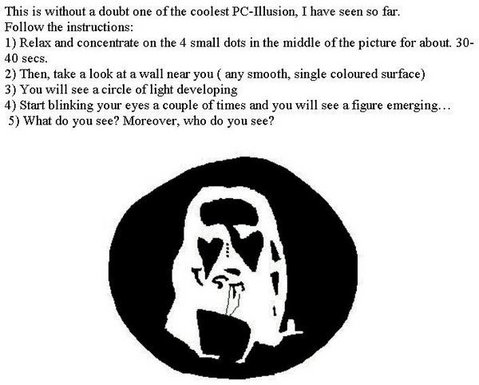 This is without a doubt one of the coolest PC-Illusion, I have seen so far.
Follow the instructions:
1) Relax and concentrate on the 4 small dots in the middle of the picture for about. 30-
40 secs.
2) Then, take a look at a wall near you ( any smooth, single coloured surface)
3) You will see a circle of light developing
4) Start blinking your eyes a couple of times and you will see a figure emerging...
5) What do you see? Moreover, who do you see?